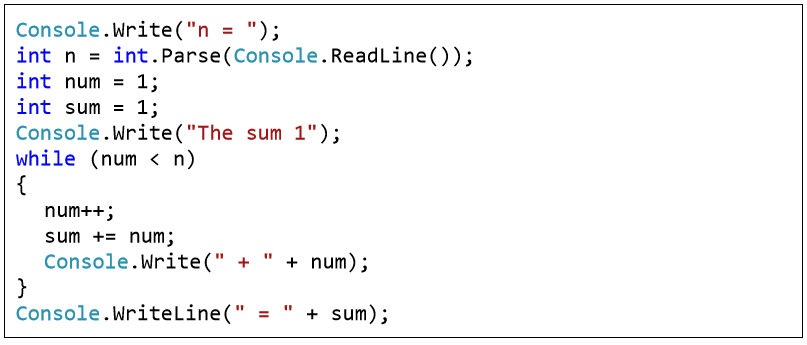 Console.Write("n = ");
int n = int.Parse(Console.ReadLine());
int num = 1;
int sum = 1;
Console.Write("The sum 1");
while (num < n)
{
num++;
sum += num;
Console.Write(" + " + num);
}
Console.WriteLine(" = " + sum);